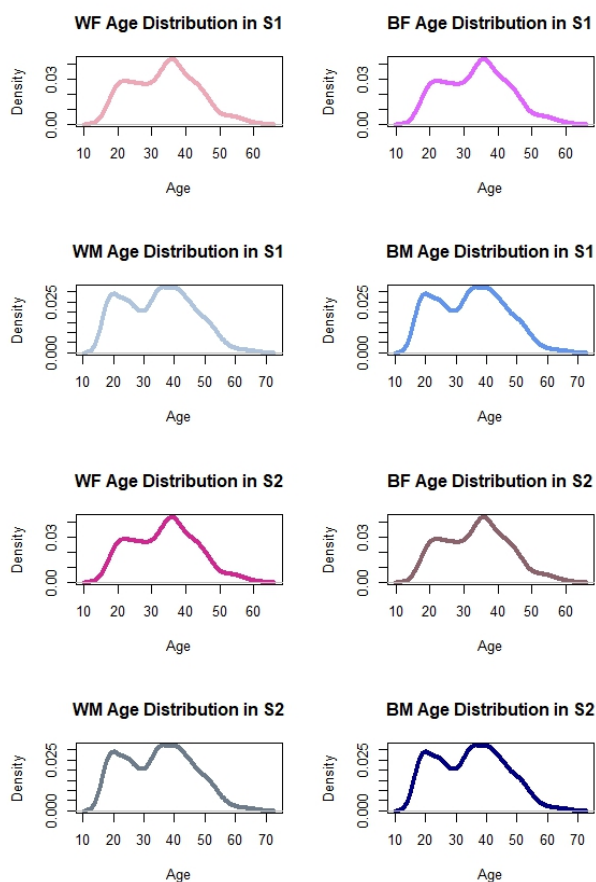 WF Age Distribution in S1
BF Age Distribution in S1
Density
0.00 0.03
10 20 30 40 50 60
Age
Density
0.00 0.03
10 20 30 40 50 60
Age
WM Age Distribution in S1
BM Age Distribution in S1
Density
0.000 0.025
10 20 30 40 50 60 70
Age
Density
0.000 0.025
10 20 30 40 50 60 70
Age
WF Age Distribution in S2
BF Age Distribution in S2
Density
0.00 0.03
10 20 30 40 50 60
Age
Density
0.00 0.03
10 20 30 40 50 60
Age
WM Age Distribution in S2
BM Age Distribution in S2
Density
0.000 0.025
10 20 30 40 50 60 70
Age
Density
0.000 0.025
10 20 30 40 50 60 70
Age